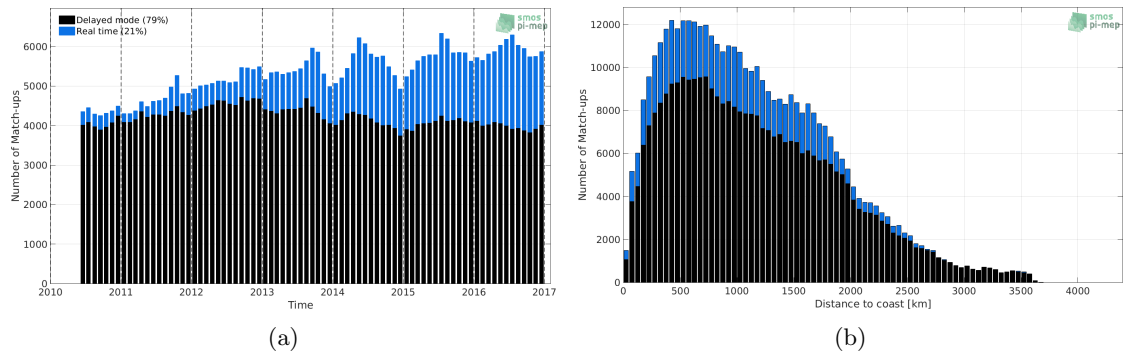 Delayed mode (79%)
Real time (21%)
smos
pi-mep
Number of Match-ups
6000
5000
4000
3000
2000
1000
0
2010 2011 2012 2013 2014 2015 2016 2017
Time
(a)
smos
pi-mep
Number of Match-ups
12000
10000
8000
6000
4000
2000
0
0 500 1000 1500 2000 2500 3000 3500 4000
Distance to coast [km]
(b)